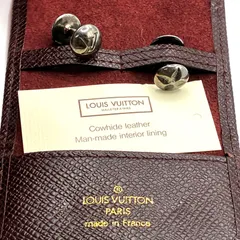 LOUIS VUITTON
Cowhide leather
Man-made interior lining
LOUIS VUITTON
PARIS
made in France